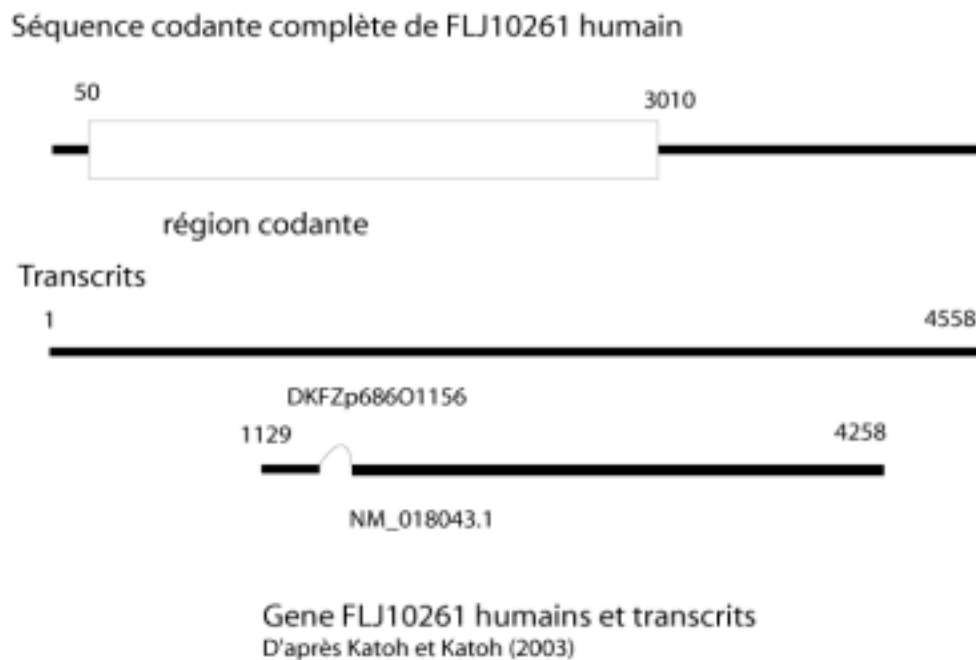 Séquence codante complète de FLJ10261 humain
50
3010
région codante
Transcrits
1
4558
DKFZp686O1156
1129
4258
NM_018043.1
Gene FLJ10261 humains et transcrits
D'après Katoh et Katoh (2003)